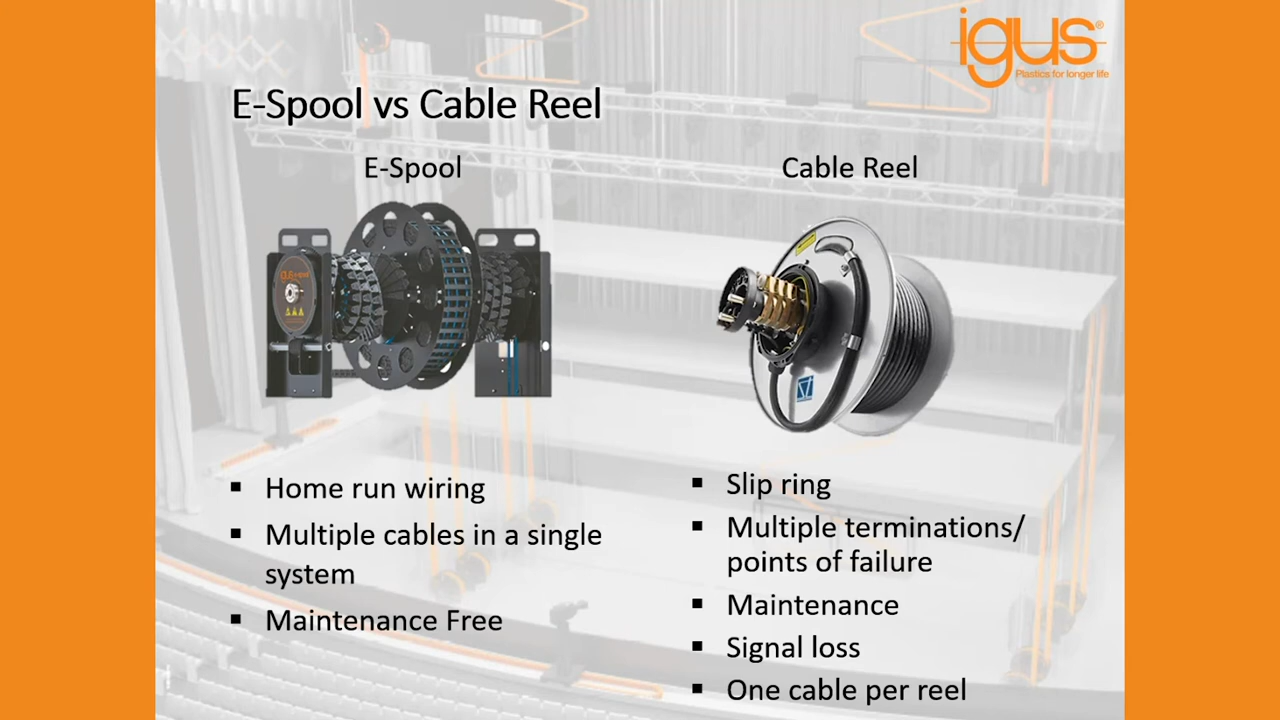 igus®
Plastics for longer life
E-Spool vs Cable Reel
E-Spool
Cable Reel
igus
▪ Home run wiring
▪ Multiple cables in a single
system
▪ Maintenance Free
▪ Slip ring
▪ Multiple terminations/
points of failure
▪ Maintenance
▪ Signal loss
▪ One cable per reel